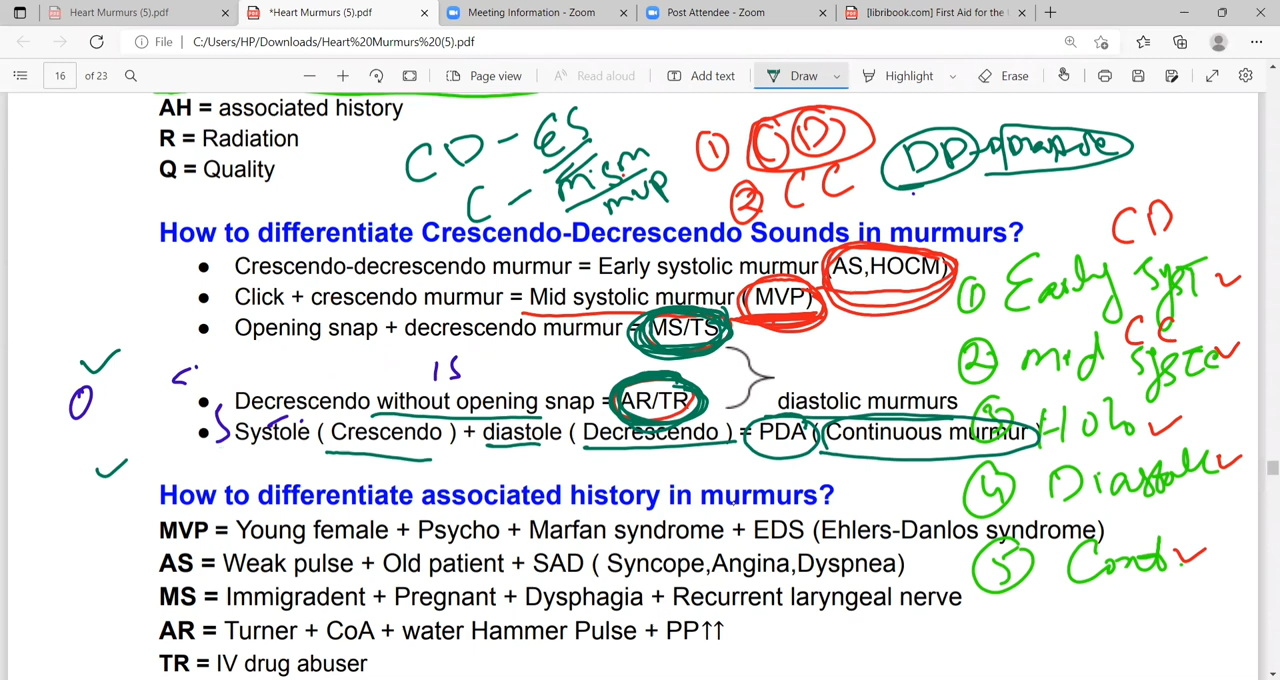 Heart Murmurs (5).pdf
*Heart Murmurs (5).pdf
Meeting Information - Zoom
Post Attendee - Zoom
[libribook.com] First Aid for the
File | C:/Users/HP/Downloads/Heart%20Murmurs%20(5).pdf
16 of 23
Page view
Read aloud
Add text
Draw
Highlight
Erase
AH = associated history
R = Radiation
Q = Quality
CD - ES
C - mism
mvp
① CD
② CC
DD
How to differentiate Crescendo-Decrescendo Sounds in murmurs?
CD
● Crescendo-decrescendo murmur = Early systolic murmur (AS,HOCM)
① Early syst
● Click + crescendo murmur = Mid systolic murmur ( MVP)
● Opening snap + decrescendo murmur = MS/TS
CC
② mid
● Decrescendo without opening snap = AR/TR
diastolic murmurs
IS
O
S
③ Holo
● Systole ( Crescendo ) + diastole ( Decrescendo ) = PDA ( Continuous murmur )
④
How to differentiate associated history in murmurs?
MVP = Young female + Psycho + Marfan syndrome + EDS (Ehlers-Danlos syndrome)
⑤ Cont.
AS = Weak pulse + Old patient + SAD ( Syncope,Angina,Dyspnea)
MS = Immigradent + Pregnant + Dysphagia + Recurrent laryngeal nerve
AR = Turner + CoA + water Hammer Pulse + PP↑↑
TR = IV drug abuser